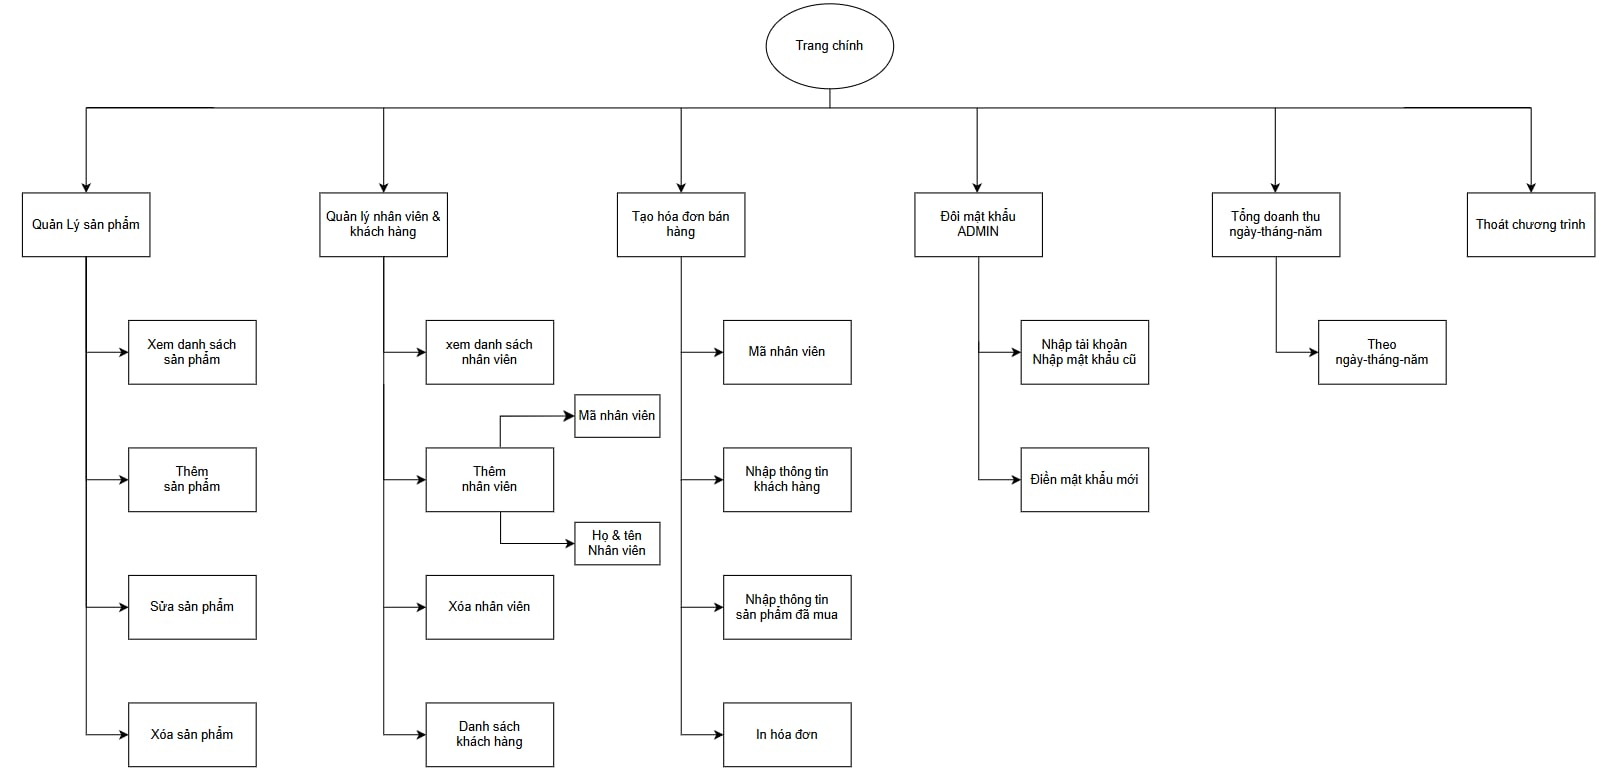 Trang chính
Quản Lý sản phẩm
Quản lý nhân viên &
khách hàng
Tạo hóa đơn bán
hàng
Đổi mật khẩu
ADMIN
Tổng doanh thu
ngày-tháng-năm
Thoát chương trình
Xem danh sách
sản phẩm
xem danh sách
nhân viên
Mã nhân viên
Nhập tài khoản
Nhập mật khẩu cũ
Theo
ngày-tháng-năm
Mã nhân viên
Thêm
sản phẩm
Thêm
nhân viên
Nhập thông tin
khách hàng
Điền mật khẩu mới
Họ & tên
Nhân viên
Sửa sản phẩm
Xóa nhân viên
Nhập thông tin
sản phẩm đã mua
Xóa sản phẩm
Danh sách
khách hàng
In hóa đơn